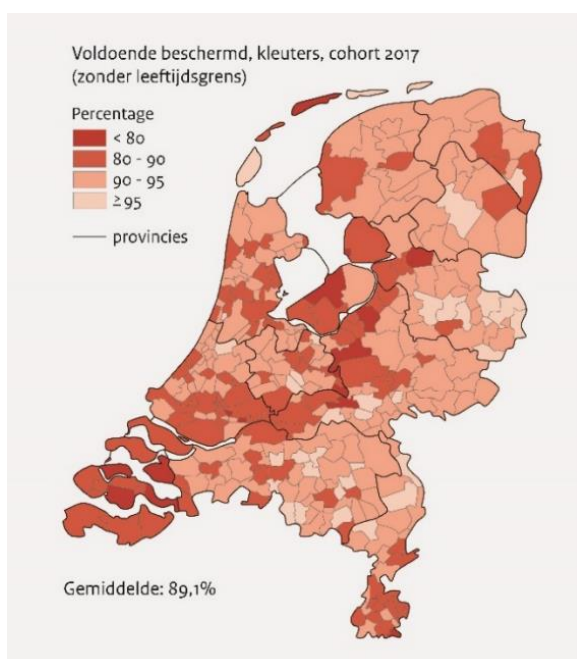 Voldoende beschermd, kleuters, cohort 2017
(zonder leeftijdsgrens)
Percentage
< 80
80 - 90
90 - 95
≥ 95
provincies
Gemiddelde: 89,1%